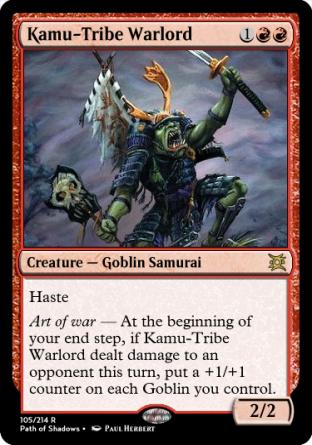 Kamu-Tribe Warlord 1
Creature — Goblin Samurai
Haste
Art of war — At the beginning of
your end step, if Kamu-Tribe
Warlord dealt damage to an
opponent this turn, put a +1/+1
counter on each Goblin you control.
2/2
105/214 R
Path of Shadows • Paul Herbert